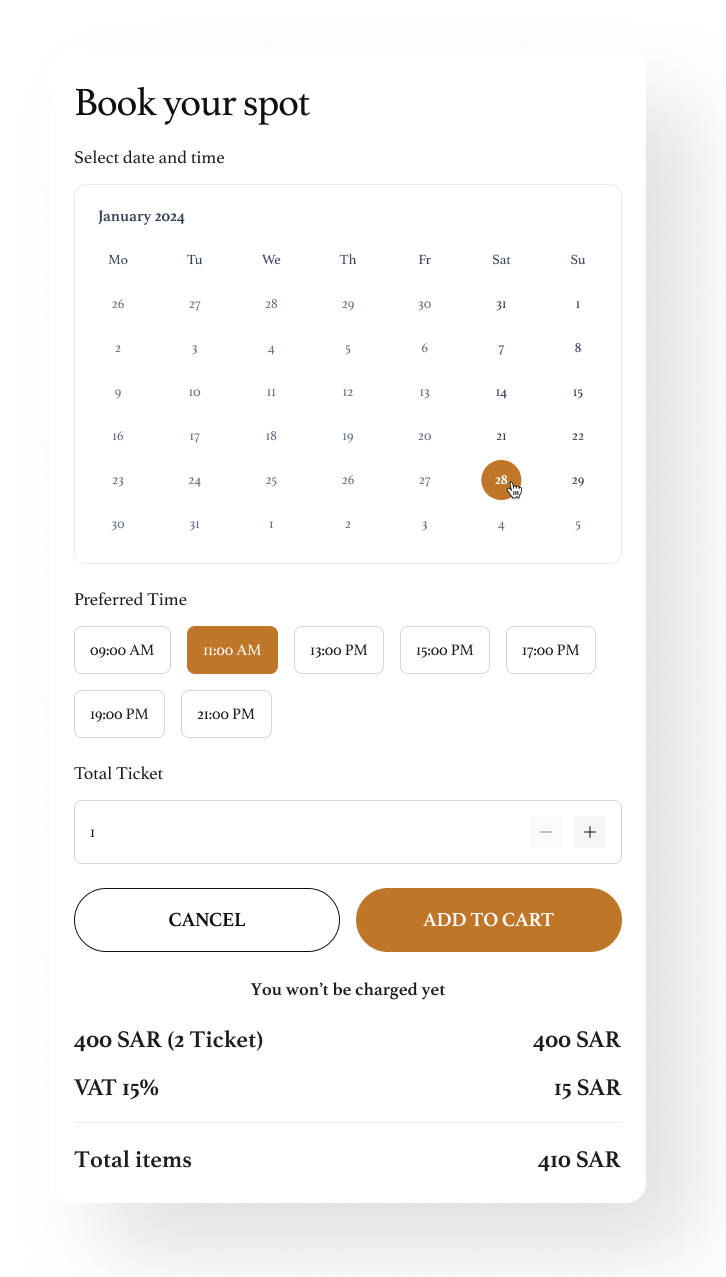 Book your spot
Select date and time
January 2024
Mo Tu We Th Fr Sat Su
26 27 28 29 30 31 1
2 3 4 5 6 7 8
9 10 11 12 13 14 15
16 17 18 19 20 21 22
23 24 25 26 27 28 29
30 31 1 2 3 4 5
Preferred Time
09:00 AM 11:00 AM 13:00 PM 15:00 PM 17:00 PM
19:00 PM 21:00 PM
Total Ticket
1
CANCEL ADD TO CART
You won’t be charged yet
400 SAR (2 Ticket) 400 SAR
VAT 15% 15 SAR
Total items 410 SAR